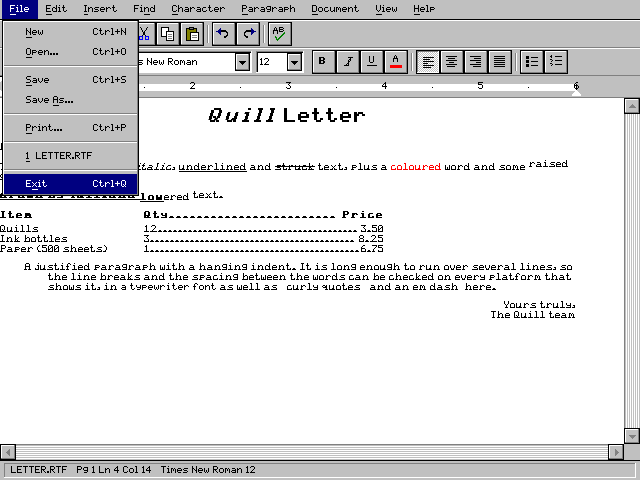 File Edit Insert Find Character Paragraph Document View Help
New Ctrl+N
Open... Ctrl+O
Save Ctrl+S
Save As...
Print... Ctrl+P
1 LETTER.RTF
Exit Ctrl+Q
AB
s New Roman 12 B I U A
2 3 4 5 6
Quill Letter
italic, underlined and struck text, plus a coloured word and some raised
lowered text.
Item Qty Price
Quills 12 3.50
Ink bottles 3 8.25
Paper (500 sheets) 1 6.75
A justified paragraph with a hanging indent. It is long enough to run over several lines, so
the line breaks and the spacing between the words can be checked on every platform that
shows it, in a typewriter font as well as curly quotes and an em dash here.
Yours truly,
The Quill team
LETTER.RTF Pg 1 Ln 4 Col 14 Times New Roman 12